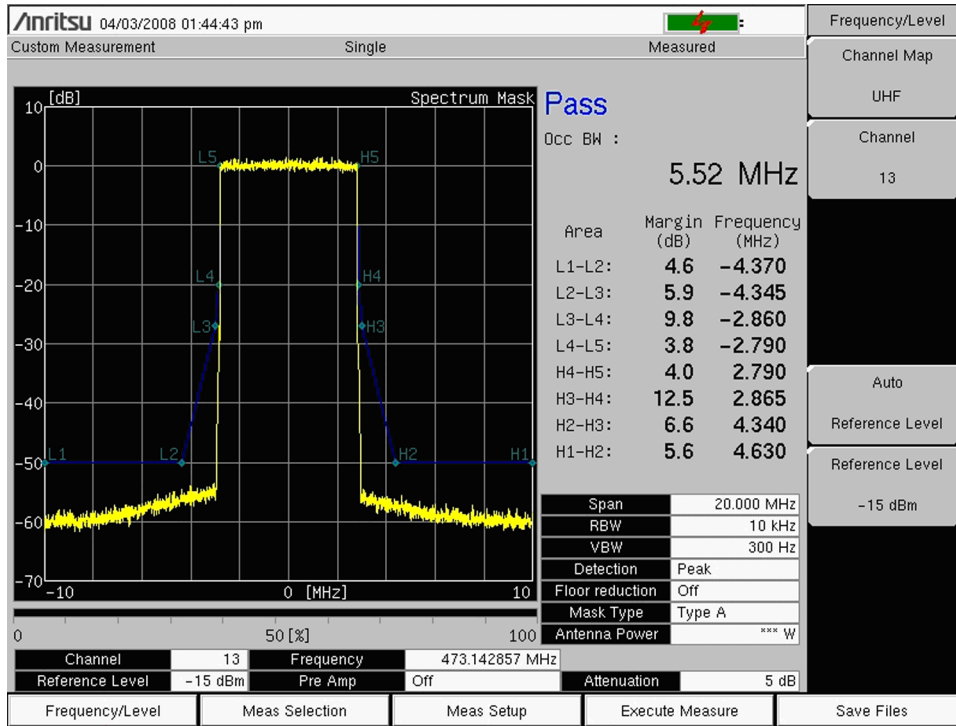 Anritsu 04/03/2008 01:44:43 pm
Custom Measurement Single Measured
Frequency/Level
Channel Map
UHF
Channel
13
Auto
Reference Level
Reference Level
-15 dBm
[dB] Spectrum Mask
10
0
-10
-20
-30
-40
-50
-60
-70
L5 H5
L4 H4
L3 H3
L1 L2 H2 H1
-10 0 [MHz] 10
0 50 [%] 100
Pass
Occ BW :
5.52 MHz
Area Margin (dB) Frequency (MHz)
L1-L2: 4.6 -4.370
L2-L3: 5.9 -4.345
L3-L4: 9.8 -2.860
L4-L5: 3.8 -2.790
H4-H5: 4.0 2.790
H3-H4: 12.5 2.865
H2-H3: 6.6 4.340
H1-H2: 5.6 4.630
Span 20.000 MHz
RBW 10 kHz
VBW 300 Hz
Detection Peak
Floor reduction Off
Mask Type Type A
Antenna Power *** W
Channel 13 Frequency 473.142857 MHz
Reference Level -15 dBm Pre Amp Off Attenuation 5 dB
Frequency/Level Meas Selection Meas Setup Execute Measure Save Files